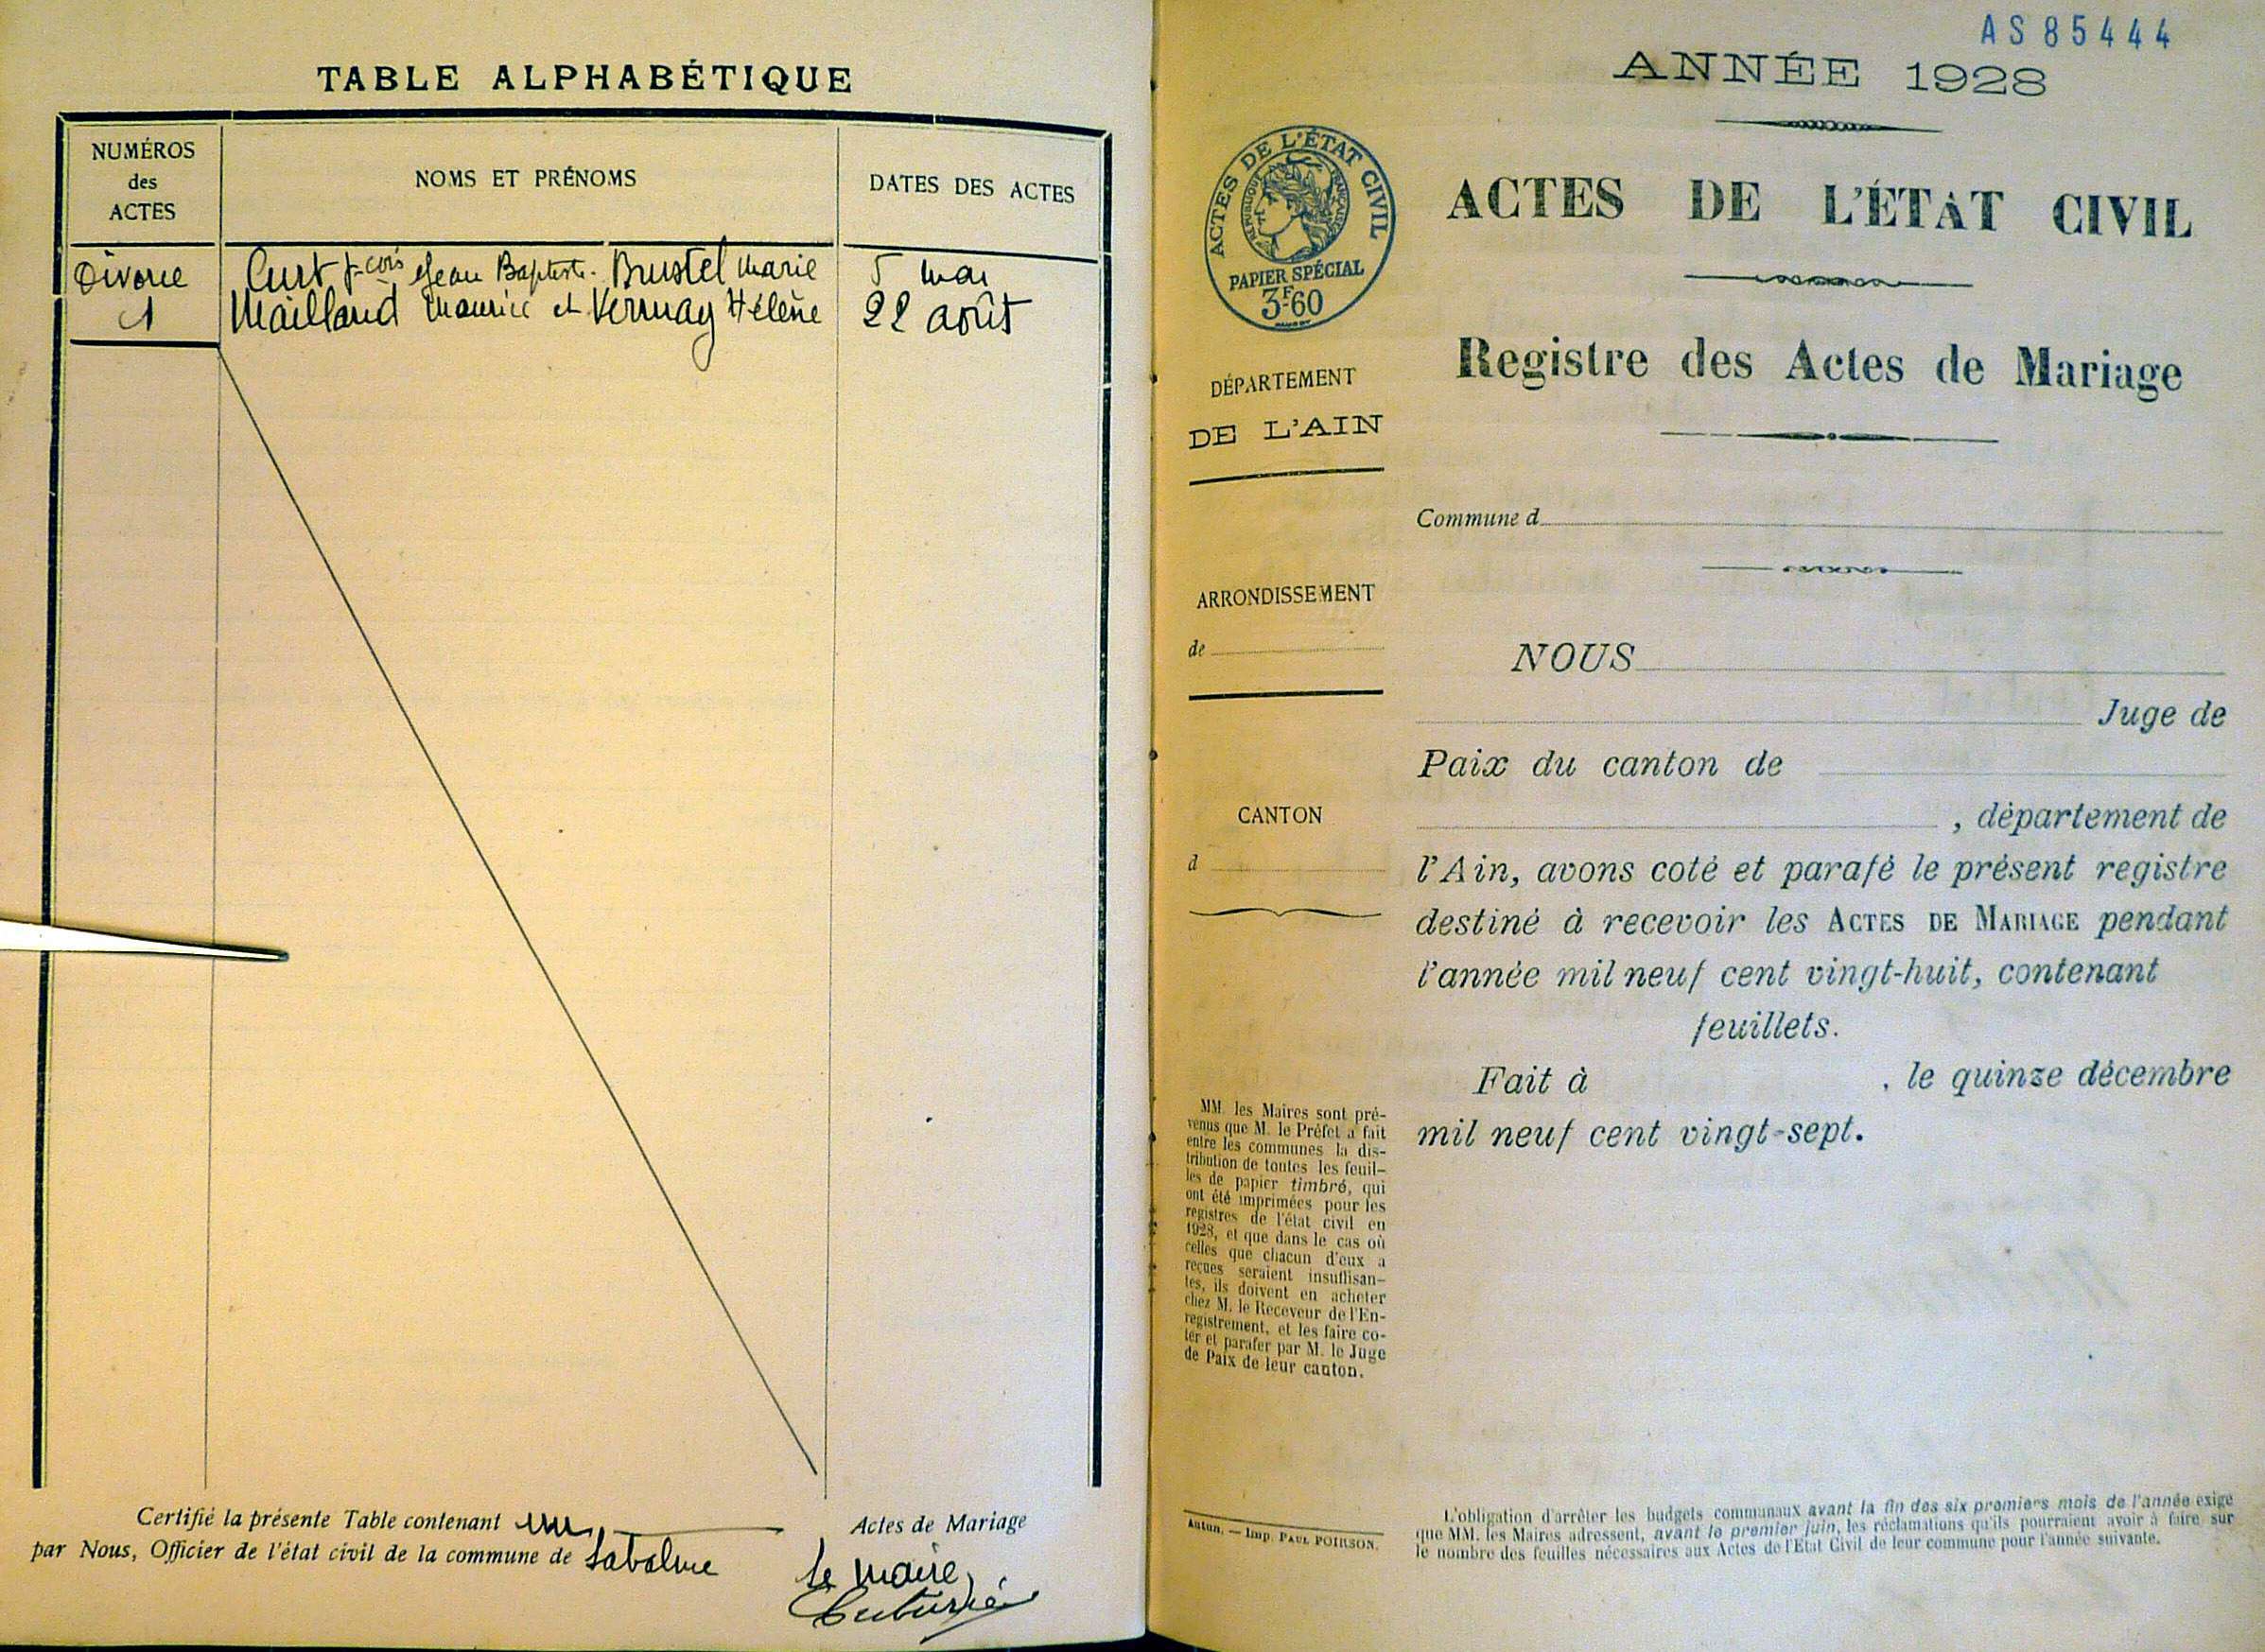 TABLE ALPHABÉTIQUE
NUMÉROS
des
ACTES
NOMS ET PRÉNOMS
DATES DES ACTES
Divorce Curt f-cois Jean Baptiste. Brustel Marie 5 mai
1 Mailland Maurice et Vernay Hélène 22 août
Certifié la présente Table contenant un Actes de Mariage
par Nous, Officier de l'état civil de la commune de Labalme
Le maire,
AS 85444
ANNÉE 1928
ACTES DE L'ÉTAT CIVIL
RÉPUBLIQUE FRANÇAISE
PAPIER SPÉCIAL
3F60
ACTES DE L'ÉTAT CIVIL
Registre des Actes de Mariage
DÉPARTEMENT
DE L'AIN
Commune d
ARRONDISSEMENT
de
NOUS
Juge de
Paix du canton de
CANTON
d
, département de
l'Ain, avons coté et parafé le présent registre
destiné à recevoir les ACTES DE MARIAGE pendant
l'année mil neuf cent vingt-huit, contenant
feuillets.
Fait à , le quinze décembre
mil neuf cent vingt-sept.
MM. les Maires sont pré-
venus que M. le Préfet a fait
entre les communes la dis-
tribution de toutes les feuil-
les de papier timbré, qui
ont été imprimées pour les
registres de l'état civil en
1928, et que dans le cas où
celles que chacun d'eux a
reçues seraient insuffisan-
tes, ils doivent en acheter
chez M. le Receveur de l'En-
registrement, et les faire co-
ter et parafer par M. le Juge
de Paix de leur canton.
Autun. — Imp. PAUL POIRSON.
L'obligation d'arrêter les budgets communaux avant la fin des six premiers mois de l'année exige
que MM. les Maires adressent, avant le premier juin, les réclamations qu'ils pourraient avoir à faire sur
le nombre des feuilles nécessaires aux Actes de l'Etat Civil de leur commune pour l'année suivante.